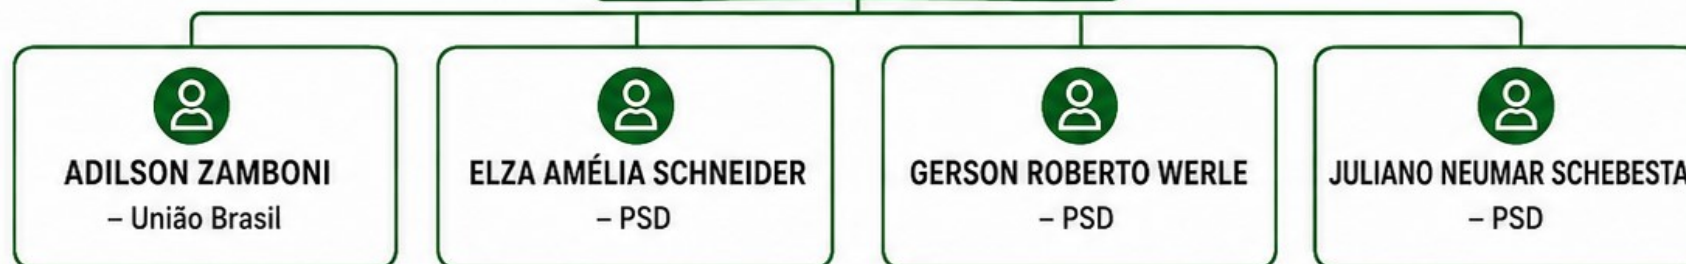 ADILSON ZAMBONI
– União Brasil
ELZA AMÉLIA SCHNEIDER
– PSD
GERSON ROBERTO WERLE
– PSD
JULIANO NEUMAR SCHEBESTA
– PSD